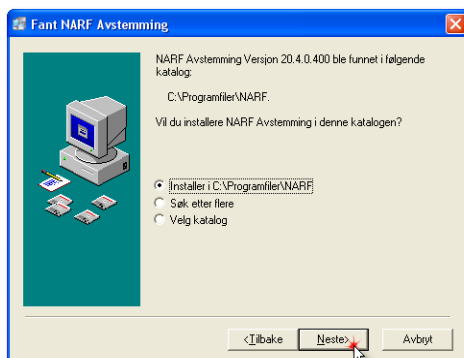 Fant NARF Avstemming
NARF Avstemming Versjon 20.4.0.400 ble funnet i følgende
katalog:
C:\Programfiler\NARF.
Vil du installere NARF Avstemming i denne katalogen?
Installer i C:\Programfiler\NARF
Søk etter flere
Velg katalog
<Tilbake
Neste>
Avbryt